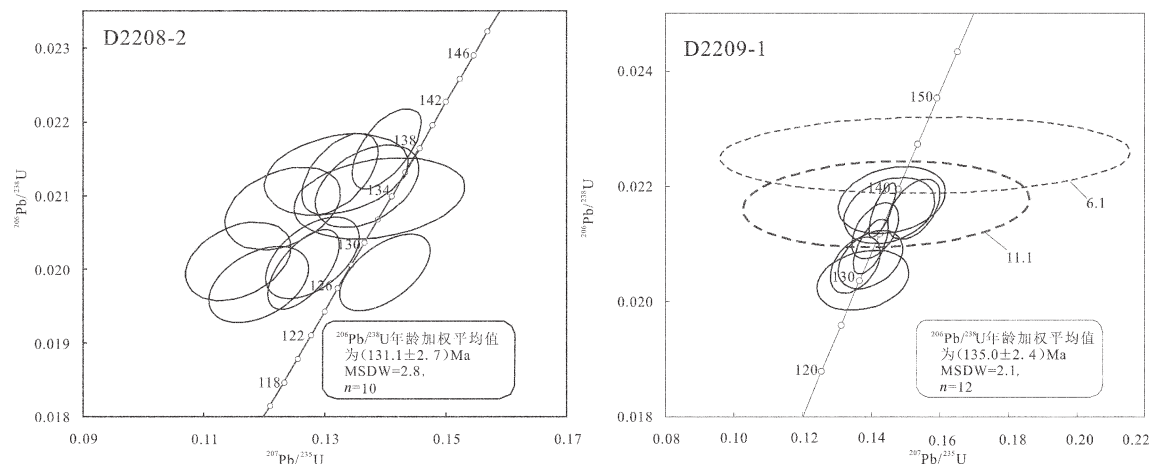 D2208-2
0.023
0.022
0.021
0.020
0.019
0.018
²⁰⁶Pb/²³⁸U
146
142
138
134
130
126
122
118
²⁰⁶Pb/²³⁸U年龄加权平均值
为(131.1±2.7)Ma
MSDW=2.8,
n=10
0.09 0.11 0.13 0.15 0.17
²⁰⁷Pb/²³⁵U
D2209-1
0.024
0.022
0.020
0.018
²⁰⁶Pb/²³⁸U
150
140
130
120
6.1
11.1
²⁰⁶Pb/²³⁸U年龄加权平均值
为(135.0±2.4)Ma
MSDW=2.1,
n=12
0.08 0.10 0.12 0.14 0.16 0.18 0.20 0.22
²⁰⁷Pb/²³⁵U